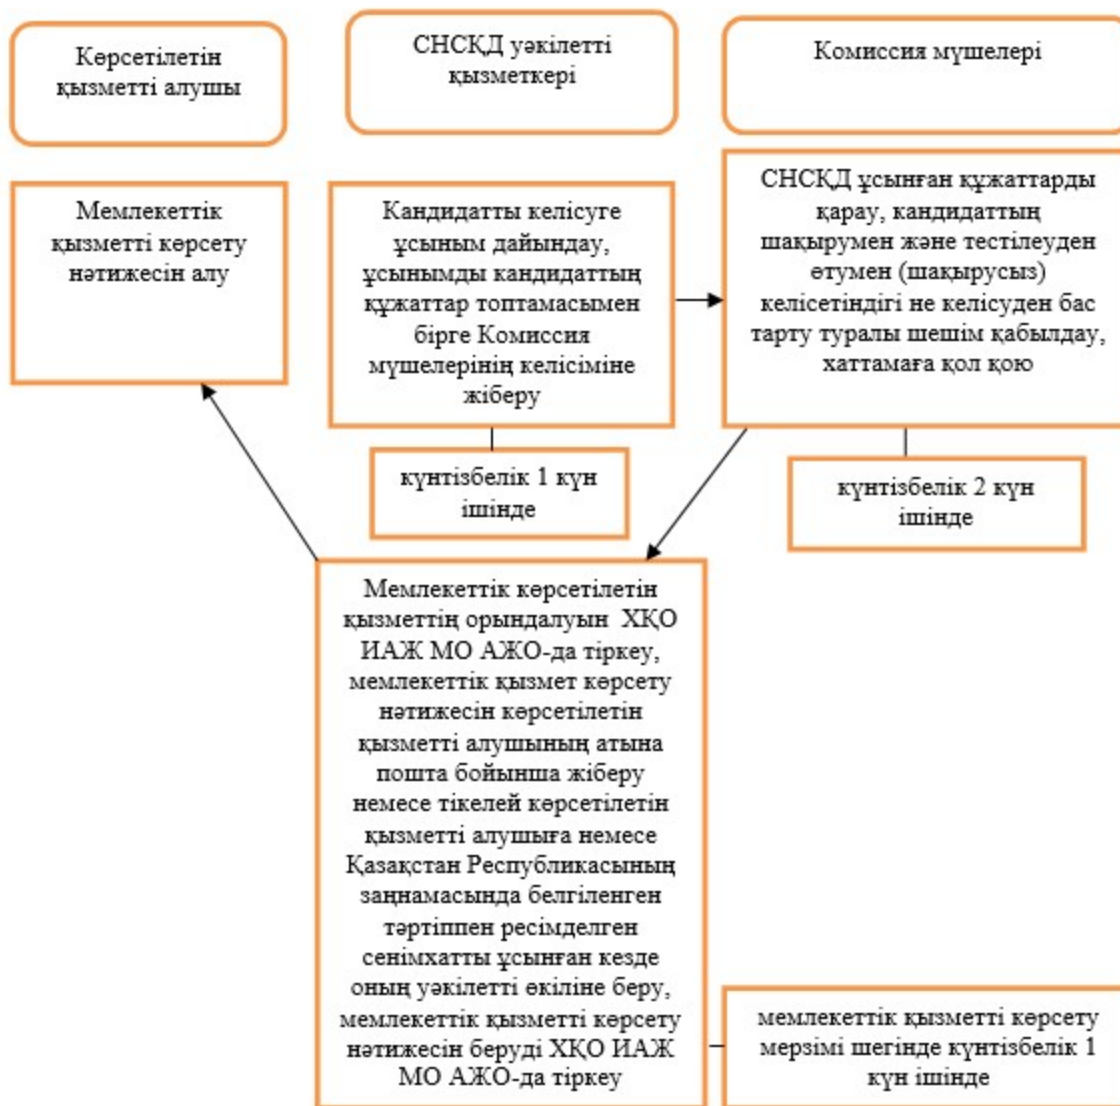 Көрсетілетін
қызметті алушы
СНСҚД уәкілетті
қызметкері
Комиссия мүшелері
Мемлекеттік
қызметті көрсету
нәтижесін алу
Кандидатты келісуге
ұсыным дайындау,
ұсынымды кандидаттың
құжаттар топтамасымен
бірге Комиссия
мүшелерінің келісіміне
жіберу
СНСҚД ұсынған құжаттарды
қарау, кандидаттың
шақырумен және тестілеуден
өтумен (шақырусыз)
келісетіндігі не келісуден бас
тарту туралы шешім қабылдау,
хаттамаға қол қою
күнтізбелік 1 күн
ішінде
күнтізбелік 2 күн
ішінде
Мемлекеттік көрсетілетін
қызметтің орындалуын ХҚО
ИАЖ МО АЖО-да тіркеу,
мемлекеттік қызмет көрсету
нәтижесін көрсетілетін
қызметті алушының атына
пошта бойынша жіберу
немесе тікелей көрсетілетін
қызметті алушыға немесе
Қазақстан Республикасының
заңнамасында белгіленген
тәртіппен ресімделген
сенімхатты ұсынған кезде
оның уәкілетті өкіліне беру,
мемлекеттік қызметті көрсету
нәтижесін беруді ХҚО ИАЖ
МО АЖО-да тіркеу
мемлекеттік қызметті көрсету
мерзімі шегінде күнтізбелік 1
күн ішінде